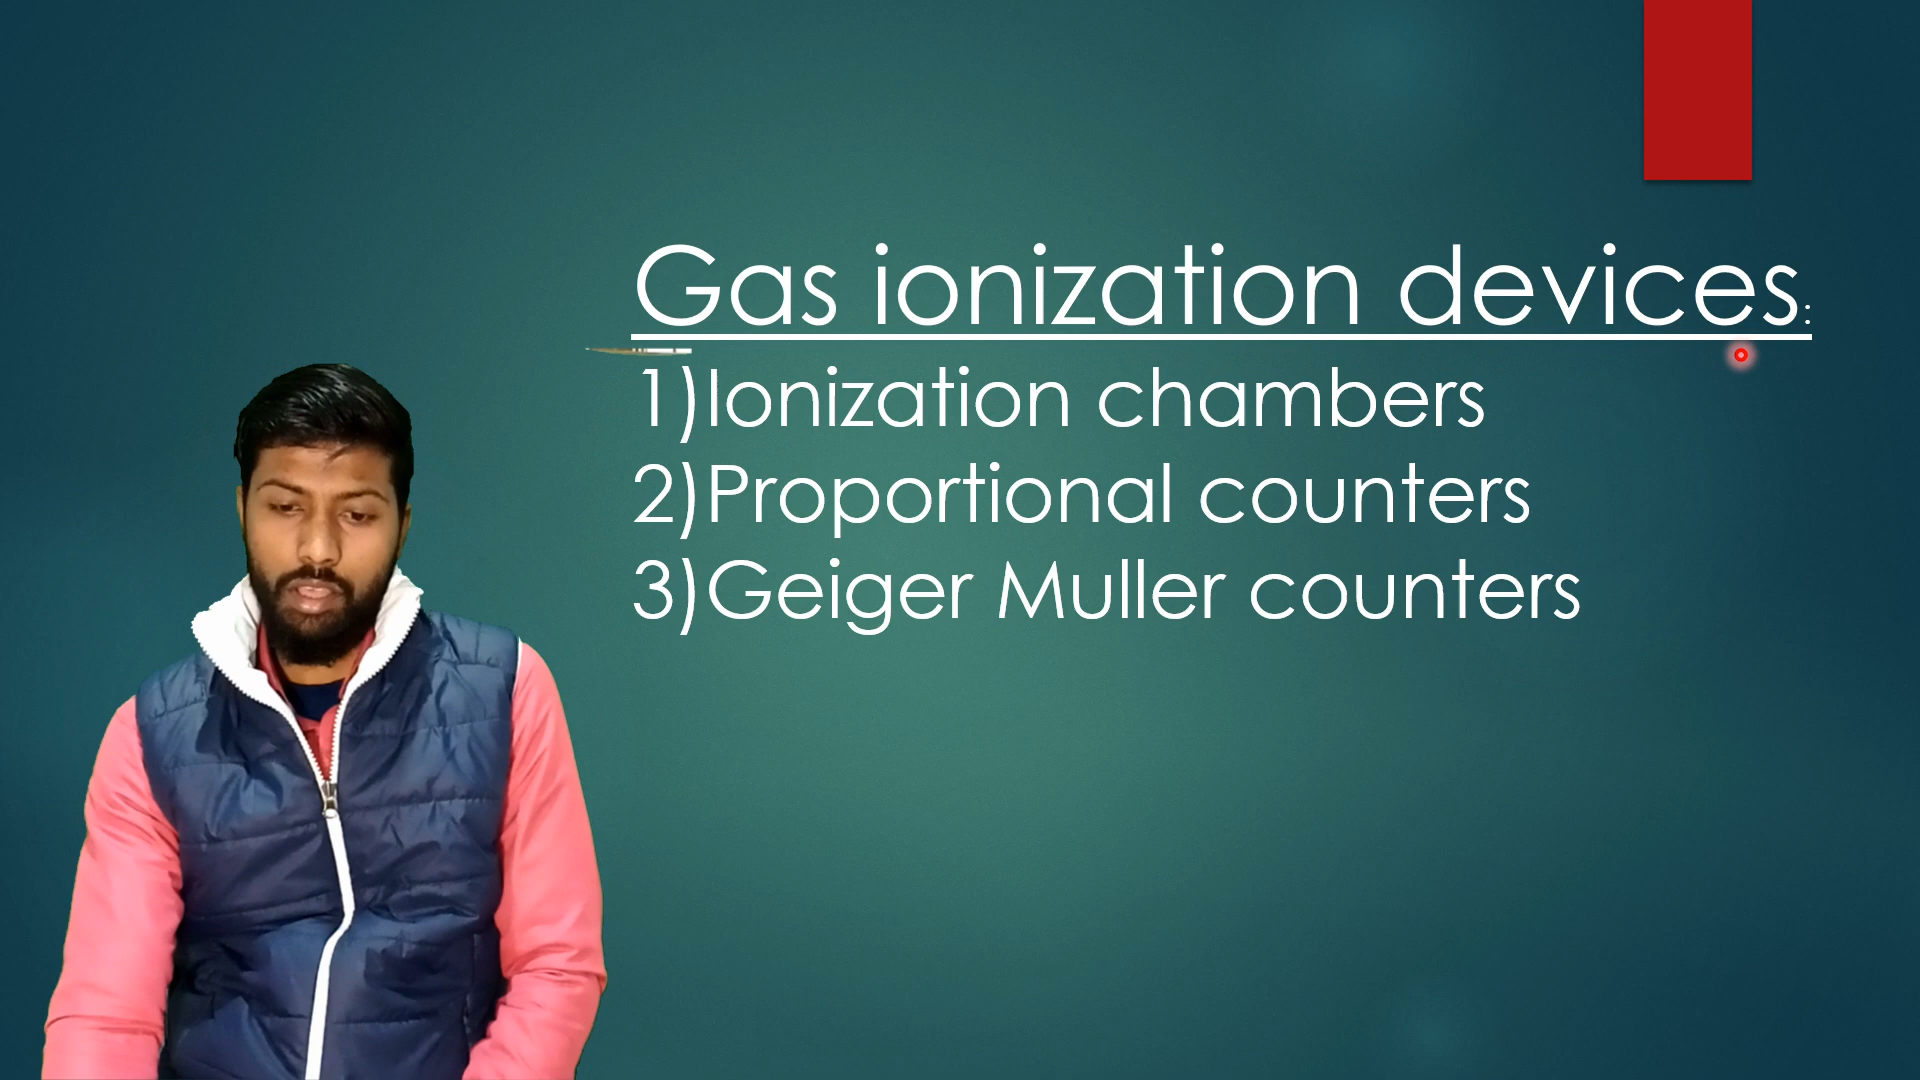 Gas ionization devices:
1)Ionization chambers
2)Proportional counters
3)Geiger Muller counters